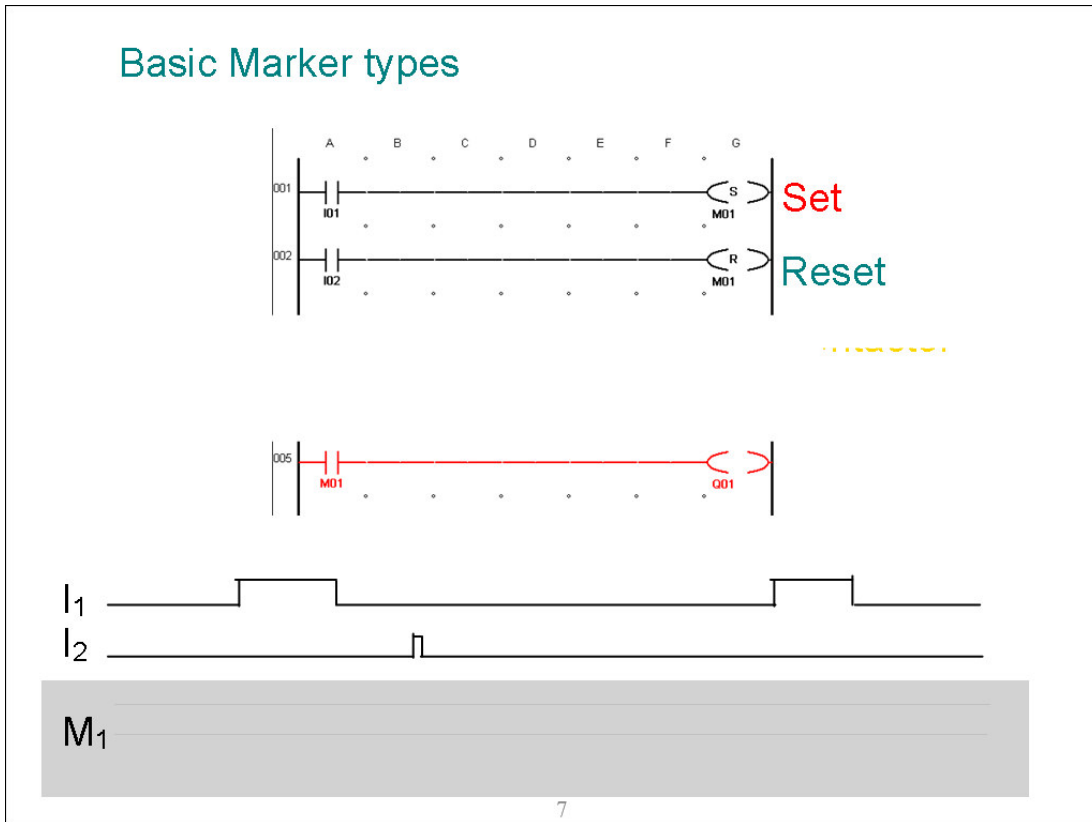 Basic Marker types
A B C D E F G
001
S
I01
M01
Set
002
R
I02
M01
Reset
005
M01
Q01
I1
I2
M1
7